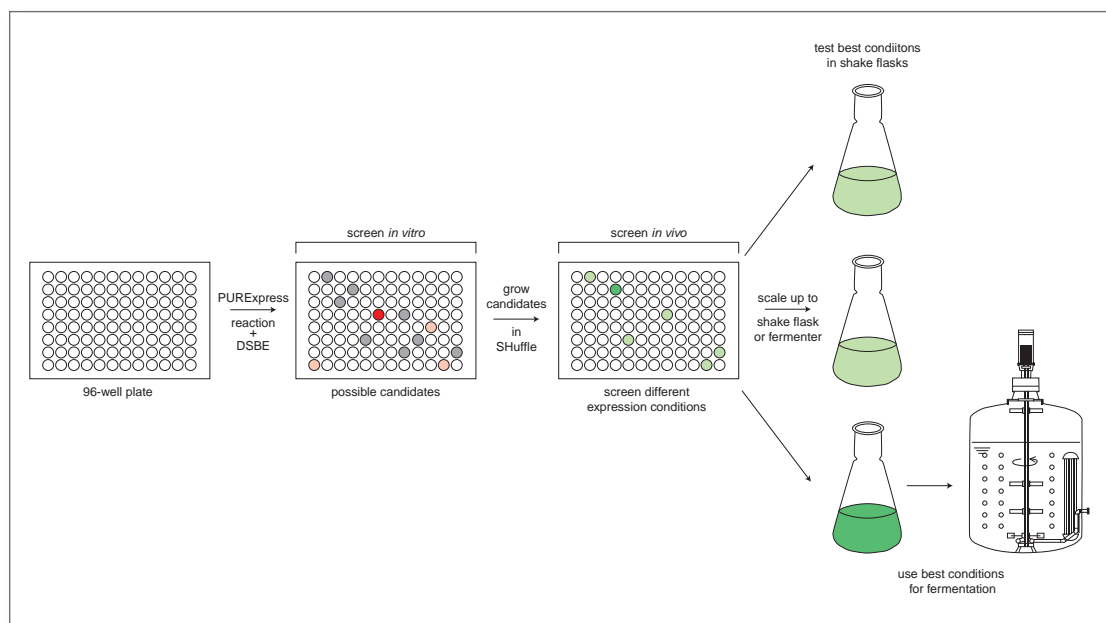 test best condiitons
in shake flasks
screen in vitro
screen in vivo
PURExpress
reaction
+
DSBE
grow
candidates
in
SHuffle
scale up to
shake flask
or fermenter
96-well plate
possible candidates
screen different
expression conditions
use best conditions
for fermentation